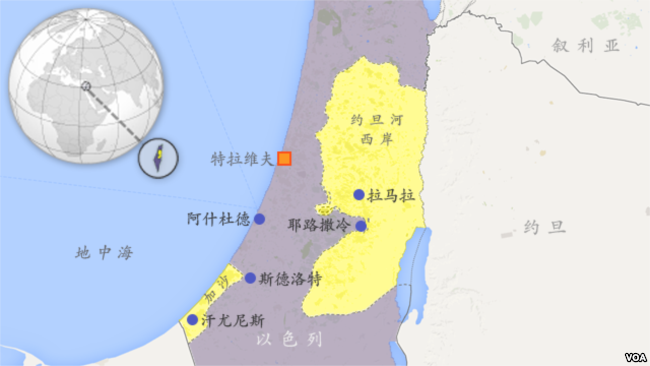 叙利亚
约旦河
西岸
特拉维夫
拉马拉
阿什杜德
耶路撒冷
约旦
地中海
加沙
斯德洛特
汗尤尼斯
以色列
VOA